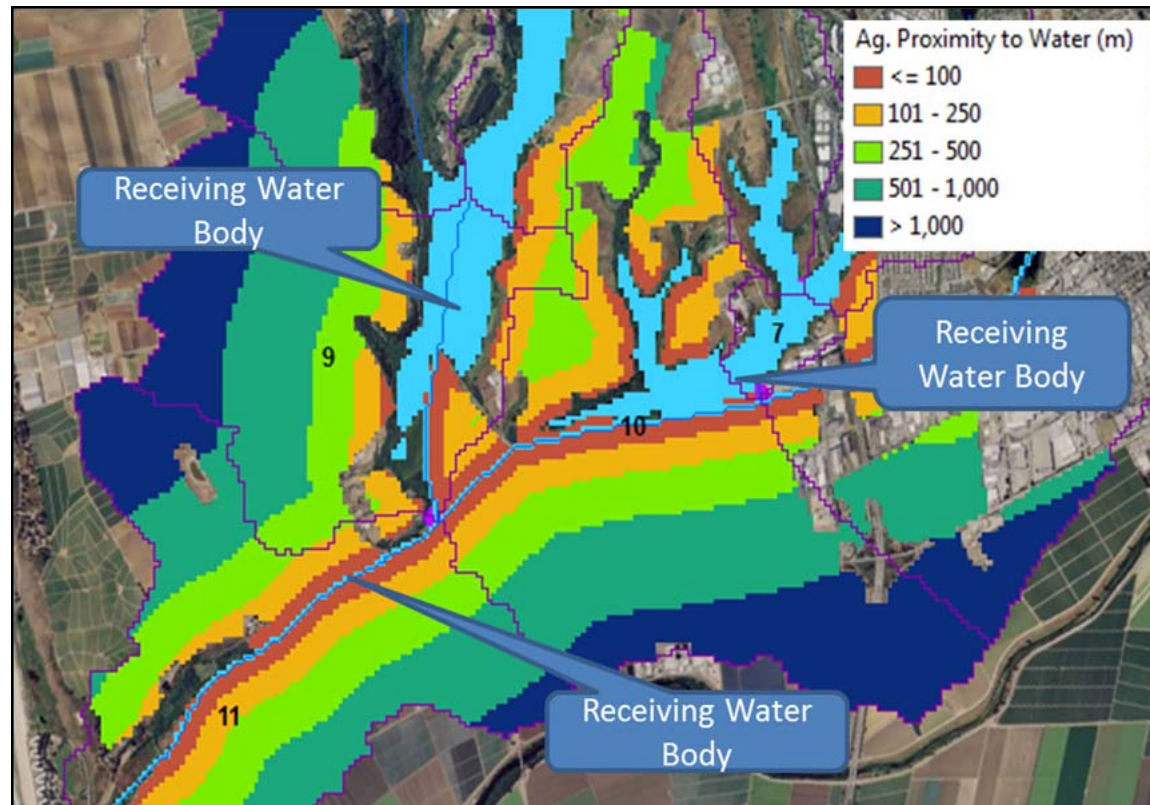 Ag. Proximity to Water (m)
<= 100
101 - 250
251 - 500
501 - 1,000
> 1,000
Receiving Water
Body
9
7
Receiving
Water Body
10
Receiving Water
Body
11